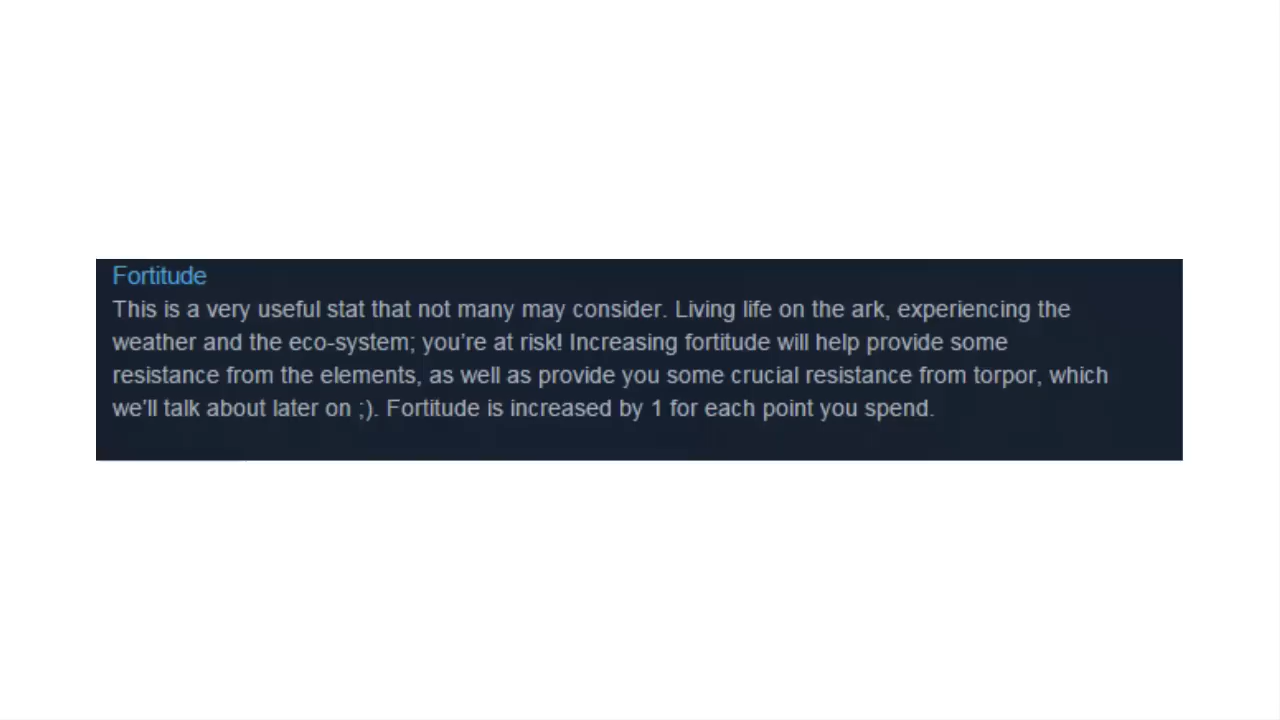 Fortitude
This is a very useful stat that not many may consider. Living life on the ark, experiencing the
weather and the eco-system; you're at risk! Increasing fortitude will help provide some
resistance from the elements, as well as provide you some crucial resistance from torpor, which
we'll talk about later on ;). Fortitude is increased by 1 for each point you spend.